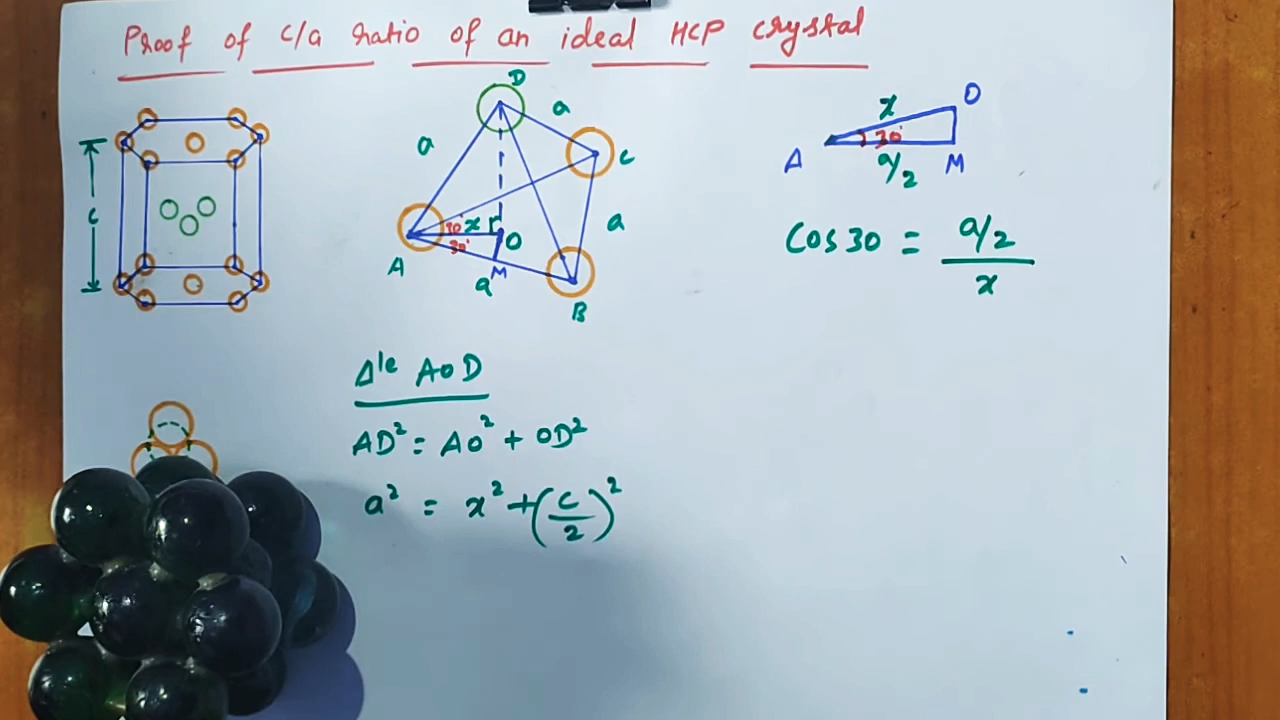 Proof of c/a ratio of an ideal HCP crystal
c
D
a
a
C
a
30° x
O
30°
A
M
a
B
x
O
30°
A
a/2
M
Cos 30 = a/2 / x
Δle AOD
AD² = AO² + OD²
a² = x² + (c/2)²